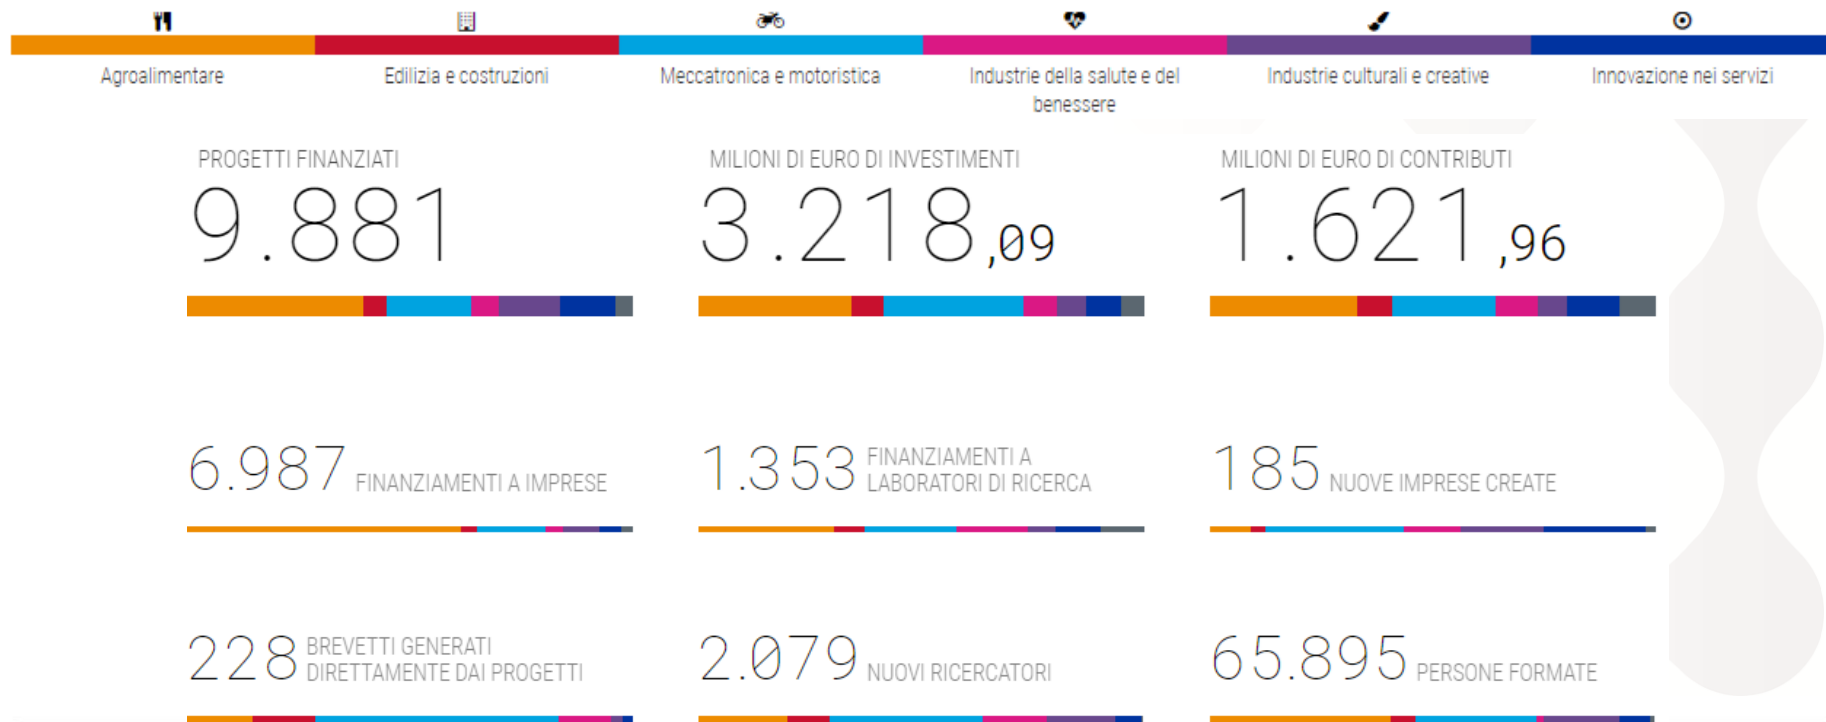 Agroalimentare
Edilizia e costruzioni
Meccatronica e motoristica
Industrie della salute e del
benessere
Industrie culturali e creative
Innovazione nei servizi
PROGETTI FINANZIATI
9.881
MILIONI DI EURO DI INVESTIMENTI
3.218,09
MILIONI DI EURO DI CONTRIBUTI
1.621,96
6.987 FINANZIAMENTI A IMPRESE
1.353 FINANZIAMENTI A
LABORATORI DI RICERCA
185 NUOVE IMPRESE CREATE
228 BREVETTI GENERATI
DIRETTAMENTE DAI PROGETTI
2.079 NUOVI RICERCATORI
65.895 PERSONE FORMATE